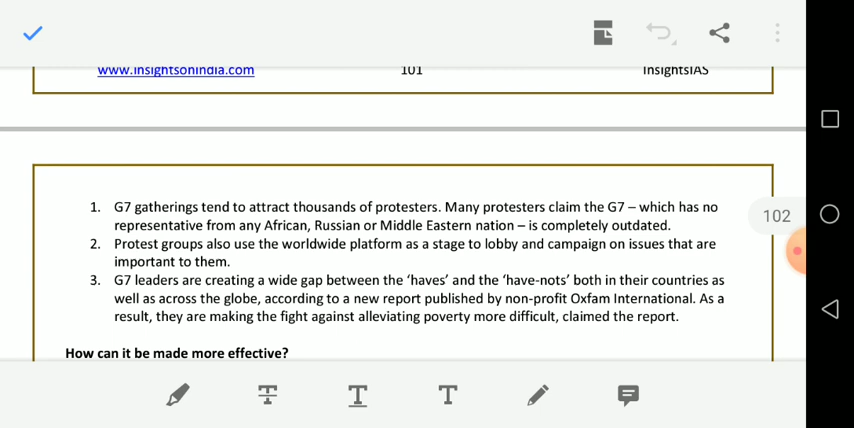 www.insightsonindia.com 101 InsightsIAS
1. G7 gatherings tend to attract thousands of protesters. Many protesters claim the G7 – which has no
representative from any African, Russian or Middle Eastern nation – is completely outdated.
102
2. Protest groups also use the worldwide platform as a stage to lobby and campaign on issues that are
important to them.
3. G7 leaders are creating a wide gap between the ‘haves’ and the ‘have-nots’ both in their countries as
well as across the globe, according to a new report published by non-profit Oxfam International. As a
result, they are making the fight against alleviating poverty more difficult, claimed the report.
How can it be made more effective?